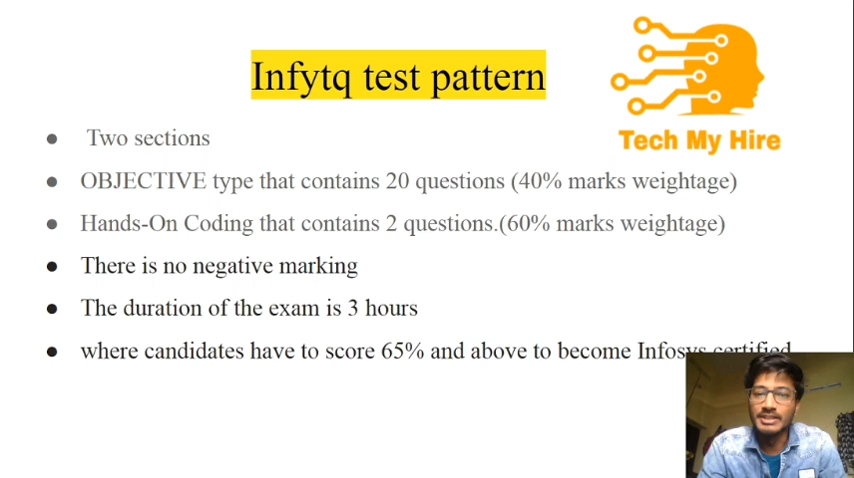 Infytq test pattern
Tech My Hire
● Two sections
● OBJECTIVE type that contains 20 questions (40% marks weightage)
● Hands-On Coding that contains 2 questions.(60% marks weightage)
● There is no negative marking
● The duration of the exam is 3 hours
● where candidates have to score 65% and above to become Infosys certified